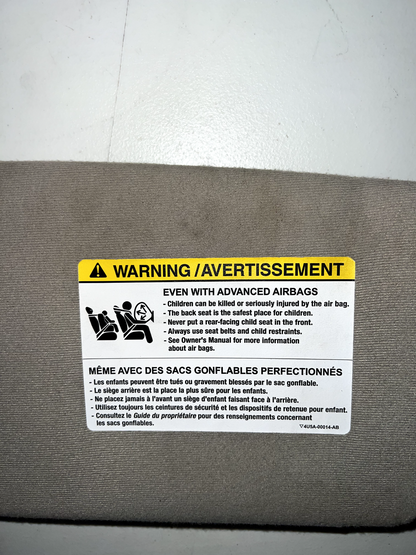 WARNING / AVERTISSEMENT
EVEN WITH ADVANCED AIRBAGS
- Children can be killed or seriously injured by the air bag.
- The back seat is the safest place for children.
- Never put a rear-facing child seat in the front.
- Always use seat belts and child restraints.
- See Owner's Manual for more information
about air bags.
MÊME AVEC DES SACS GONFLABLES PERFECTIONNÉS
- Les enfants peuvent être tués ou gravement blessés par le sac gonflable.
- Le siège arrière est la place la plus sûre pour les enfants.
- Ne placez jamais à l'avant un siège d'enfant faisant face à l'arrière.
- Utilisez toujours les ceintures de sécurité et les dispositifs de retenue pour enfant.
- Consultez le Guide du propriétaire pour des renseignements concernant
les sacs gonflables.
4USA-00014-AB